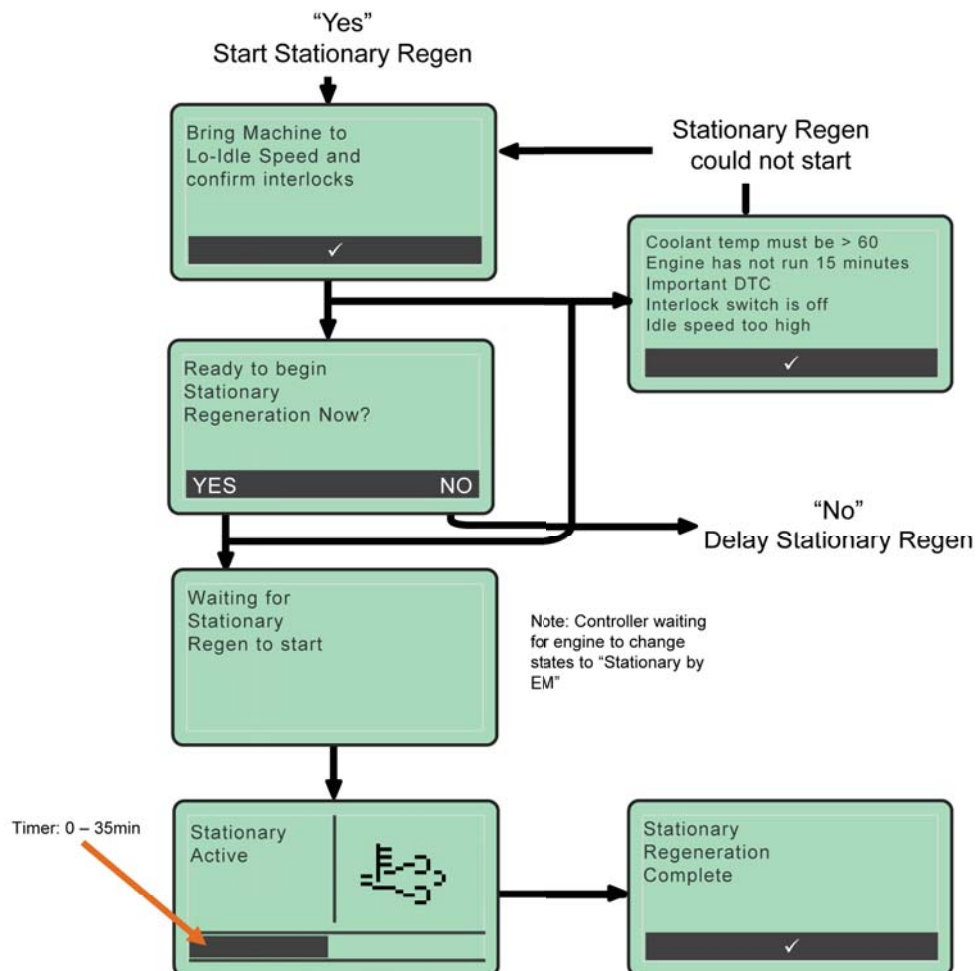 “Yes”
Start Stationary Regen
Bring Machine to
Lo-Idle Speed and
confirm interlocks
✓
Stationary Regen
could not start
Coolant temp must be > 60
Engine has not run 15 minutes
Important DTC
Interlock switch is off
Idle speed too high
✓
Ready to begin
Stationary
Regeneration Now?
YES NO
“No”
Delay Stationary Regen
Waiting for
Stationary
Regen to start
Note: Controller waiting
for engine to change
states to “Stationary by
EM”
Timer: 0 – 35min
Stationary
Active
Stationary
Regeneration
Complete
✓